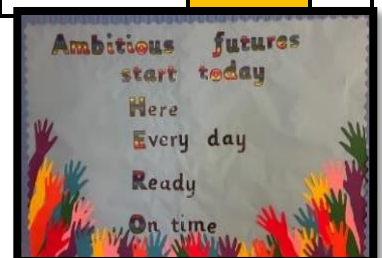 Ambitious futures
start today
Here
Every day
Ready
On time